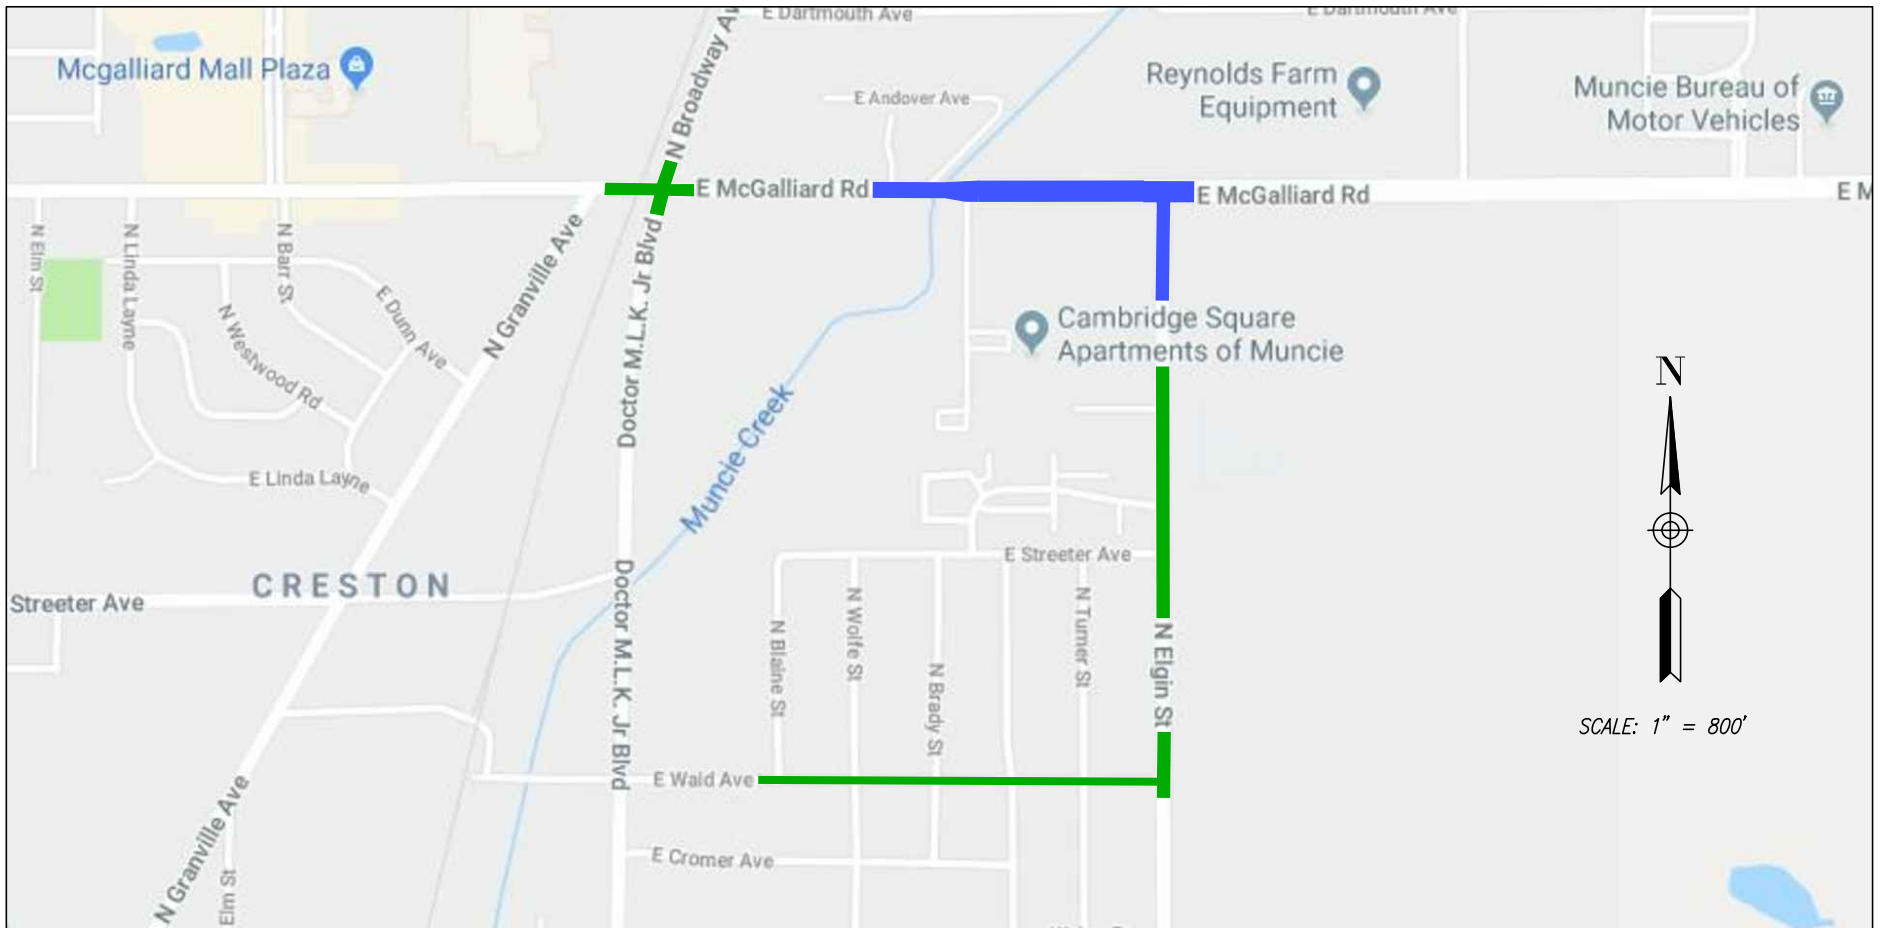 E Dartmouth Ave
E Dartmouth Ave
N Broadway Av
Mcgalliard Mall Plaza
E Andover Ave
Reynolds Farm
Equipment
Muncie Bureau of
Motor Vehicles
E McGalliard Rd
E McGalliard Rd
E M
N Elm St
N Linda Layne
N Barr St
N Westwood Rd
E Dunn Ave
N Granville Ave
Doctor M.L.K. Jr Blvd
Muncie Creek
Cambridge Square
Apartments of Muncie
N
E Linda Layne
CRESTON
Streeter Ave
E Streeter Ave
Doctor M.L.K. Jr Blvd
N Blaine St
N Wolfe St
N Brady St
N Turner St
N Elgin St
SCALE: 1" = 800'
E Wald Ave
N Granville Ave
Elm St
E Cromer Ave